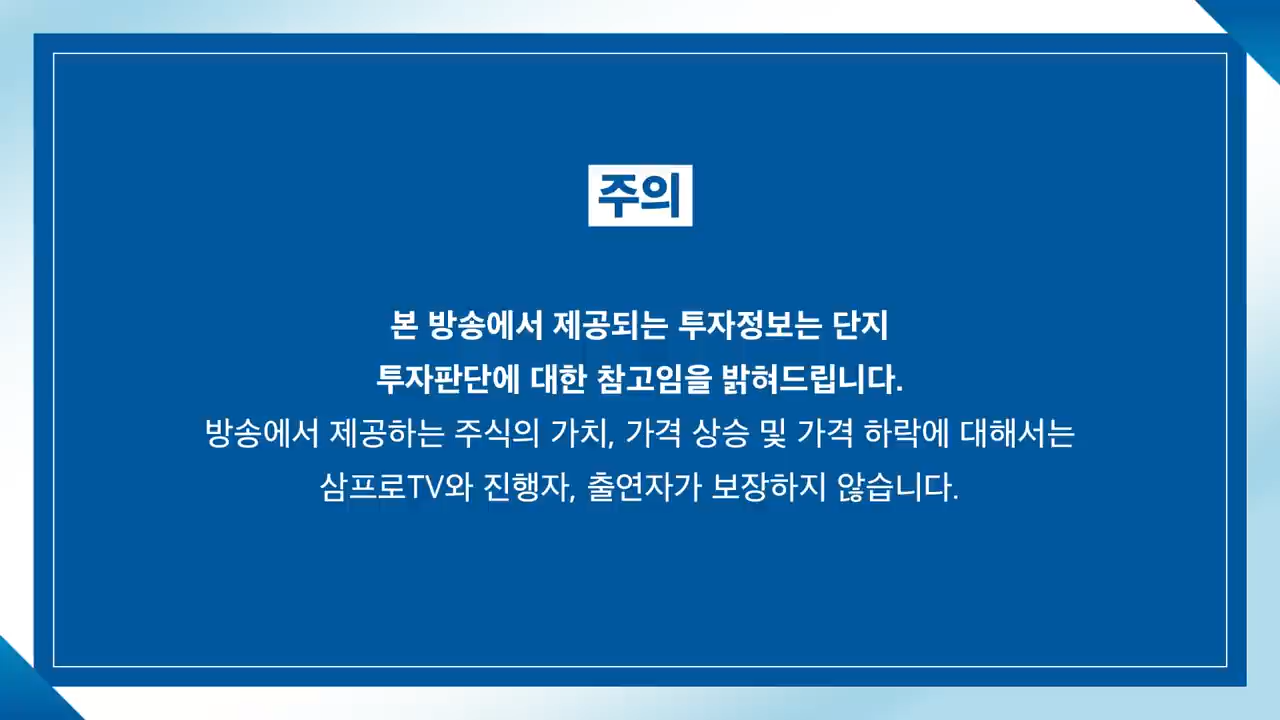 주의
본 방송에서 제공되는 투자정보는 단지
투자판단에 대한 참고임을 밝혀드립니다.
방송에서 제공하는 주식의 가치, 가격 상승 및 가격 하락에 대해서는
삼프로TV와 진행자, 출연자가 보장하지 않습니다.